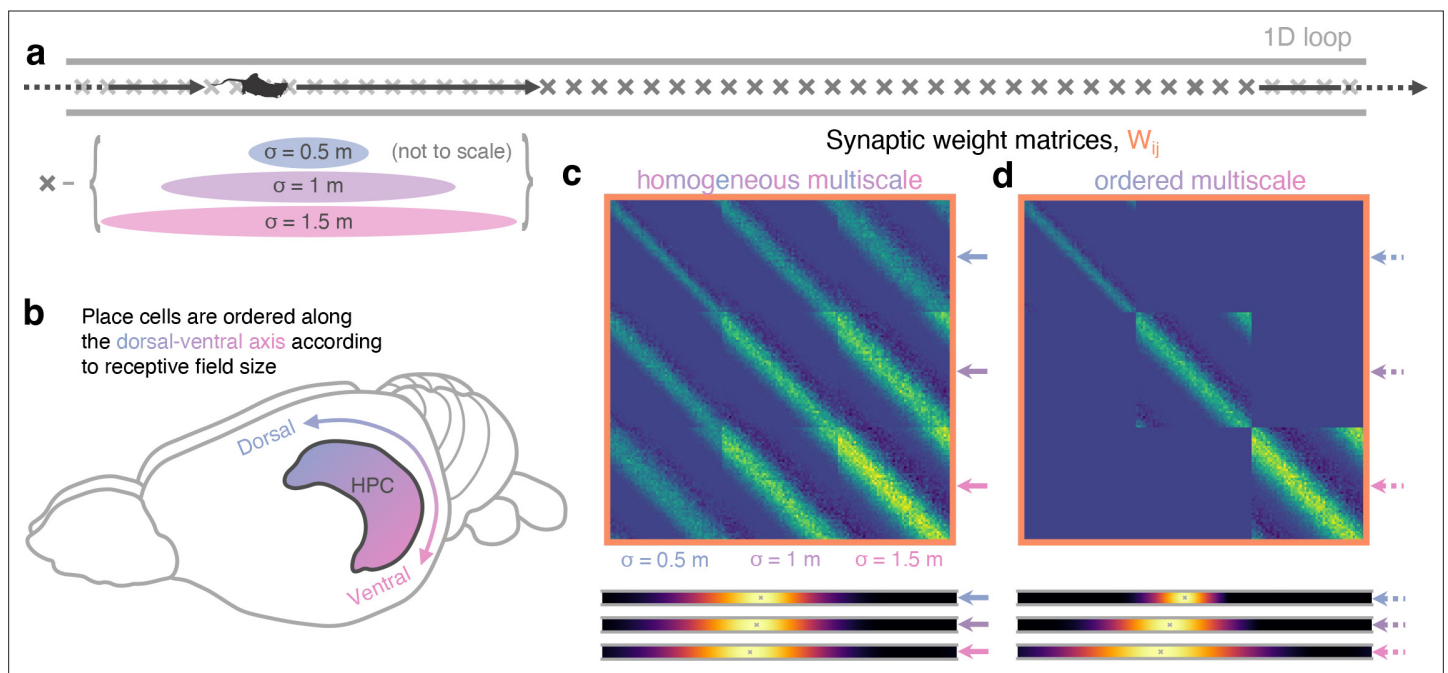 a
1D loop
σ = 0.5 m
(not to scale)
σ = 1 m
σ = 1.5 m
b
Place cells are ordered along
the dorsal-ventral axis according
to receptive field size
Dorsal
HPC
Ventral
Synaptic weight matrices, Wij
c
homogeneous multiscale
σ = 0.5 m
σ = 1 m
σ = 1.5 m
d
ordered multiscale